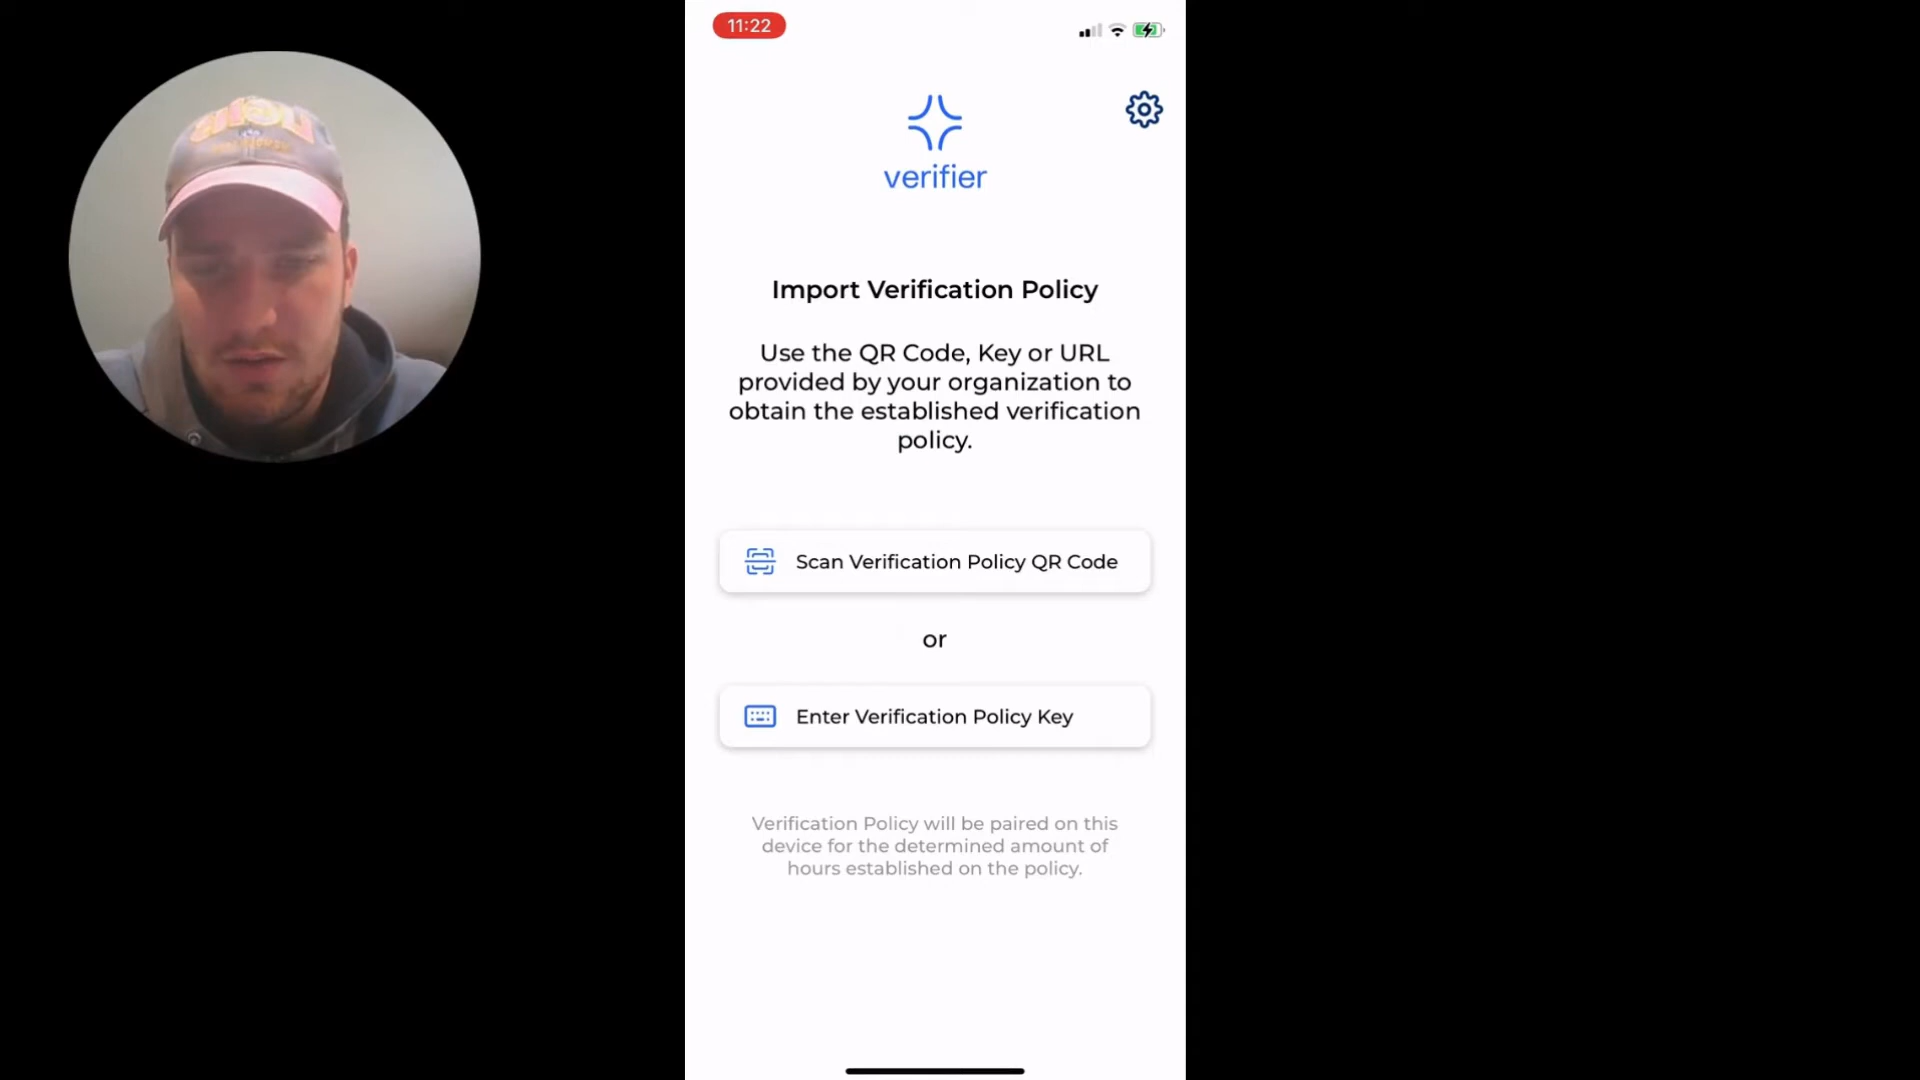 11:22
verifier
Import Verification Policy
Use the QR Code, Key or URL
provided by your organization to
obtain the established verification
policy.
Scan Verification Policy QR Code
or
Enter Verification Policy Key
Verification Policy will be paired on this
device for the determined amount of
hours established on the policy.